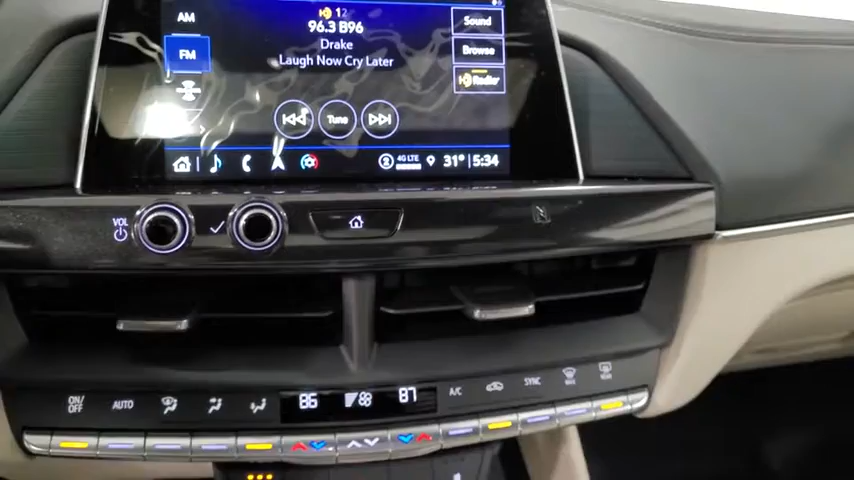 AM
12
96.3 B96
Drake
Laugh Now Cry Later
Sound
Browse
FM
Tune
4G LTE
31°
5:34
VOL
ON/
OFF
AUTO
86
87
A/C
SYNC
REAR